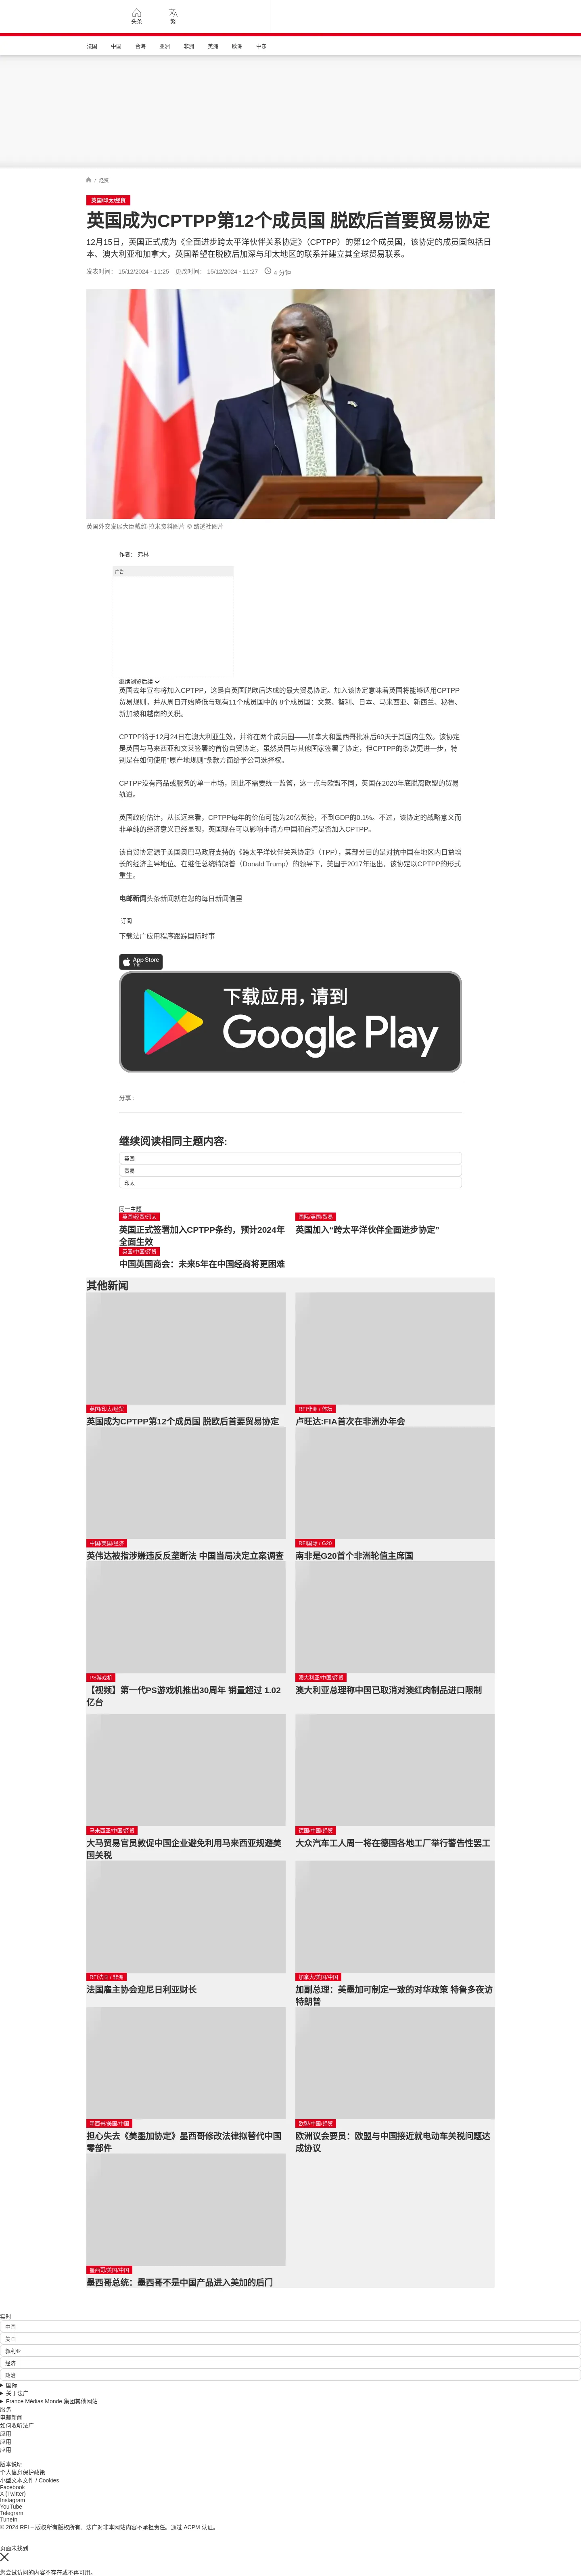 头条
繁
法国 中国 台海 亚洲 非洲 美洲 欧洲 中东
/ 经贸
英国/印太/经贸
英国成为CPTPP第12个成员国 脱欧后首要贸易协定
12月15日，英国正式成为《全面进步跨太平洋伙伴关系协定》（CPTPP）的第12个成员国，该协定的成员国包括日
本、澳大利亚和加拿大，英国希望在脱欧后加深与印太地区的联系并建立其全球贸易联系。
发表时间： 15/12/2024 - 11:25 更改时间： 15/12/2024 - 11:27 4 分钟
英国外交发展大臣戴维·拉米资料图片 © 路透社图片
作者： 弗林
广告
继续浏览后续
英国去年宣布将加入CPTPP，这是自英国脱欧后达成的最大贸易协定。加入该协定意味着英国将能够适用CPTPP
贸易规则，并从周日开始降低与现有11个成员国中的 8个成员国：文莱、智利、日本、马来西亚、新西兰、秘鲁、
新加坡和越南的关税。
CPTPP将于12月24日在澳大利亚生效，并将在两个成员国——加拿大和墨西哥批准后60天于其国内生效。该协定
是英国与马来西亚和文莱签署的首份自贸协定，虽然英国与其他国家签署了协定，但CPTPP的条款更进一步，特
别是在如何使用“原产地规则”条款方面给予公司选择权。
CPTPP没有商品或服务的单一市场，因此不需要统一监管，这一点与欧盟不同，英国在2020年底脱离欧盟的贸易
轨道。
英国政府估计，从长远来看，CPTPP每年的价值可能为20亿英镑，不到GDP的0.1%。不过，该协定的战略意义而
非单纯的经济意义已经显现，英国现在可以影响申请方中国和台湾是否加入CPTPP。
该自贸协定源于美国奥巴马政府支持的《跨太平洋伙伴关系协定》（TPP），其部分目的是对抗中国在地区内日益增
长的经济主导地位。在继任总统特朗普（Donald Trump）的领导下，美国于2017年退出，该协定以CPTPP的形式
重生。
电邮新闻头条新闻就在您的每日新闻信里
订阅
下载法广应用程序跟踪国际时事
App Store
下载
下载应用，请到
Google Play
分享 :
继续阅读相同主题内容:
英国
贸易
印太
同一主题
英国/经贸/印太
英国正式签署加入CPTPP条约，预计2024年
全面生效
国际/英国/贸易
英国加入“跨太平洋伙伴全面进步协定”
英国/中国/经贸
中国英国商会：未来5年在中国经商将更困难
其他新闻
英国/印太/经贸
英国成为CPTPP第12个成员国 脱欧后首要贸易协定
RFI非洲 / 体坛
卢旺达:FIA首次在非洲办年会
中国/美国/经济
英伟达被指涉嫌违反反垄断法 中国当局决定立案调查
RFI国际 / G20
南非是G20首个非洲轮值主席国
PS游戏机
【视频】第一代PS游戏机推出30周年 销量超过 1.02
亿台
澳大利亚/中国/经贸
澳大利亚总理称中国已取消对澳红肉制品进口限制
马来西亚/中国/经贸
大马贸易官员敦促中国企业避免利用马来西亚规避美
国关税
德国/中国/经贸
大众汽车工人周一将在德国各地工厂举行警告性罢工
RFI法国 / 非洲
法国雇主协会迎尼日利亚财长
加拿大/美国/中国
加副总理：美墨加可制定一致的对华政策 特鲁多夜访
特朗普
墨西哥/美国/中国
担心失去《美墨加协定》墨西哥修改法律拟替代中国
零部件
欧盟/中国/经贸
欧洲议会要员：欧盟与中国接近就电动车关税问题达
成协议
墨西哥/美国/中国
墨西哥总统：墨西哥不是中国产品进入美加的后门
实时
中国
美国
叙利亚
经济
政治
国际
关于法广
France Médias Monde 集团其他网站
服务
电邮新闻
如何收听法广
应用
应用
应用
版本说明
个人信息保护政策
小型文本文件 / Cookies
Facebook
X (Twitter)
Instagram
YouTube
Telegram
TuneIn
© 2024 RFI – 版权所有版权所有。法广对非本网站内容不承担责任。通过 ACPM 认证。
页面未找到
您尝试访问的内容不存在或不再可用。